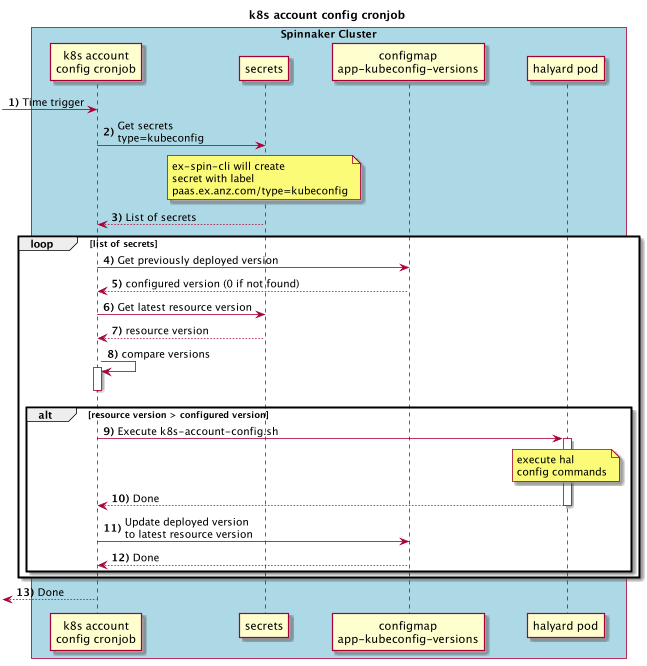 k8s account config cronjob
Spinnaker Cluster
k8s account
config cronjob
secrets
configmap
app-kubeconfig-versions
halyard pod
1) Time trigger
2) Get secrets
type=kubeconfig
ex-spin-cli will create
secret with label
paas.ex.anz.com/type=kubeconfig
3) List of secrets
loop [list of secrets]
4) Get previously deployed version
5) configured version (0 if not found)
6) Get latest resource version
7) resource version
8) compare versions
alt [resource version > configured version]
9) Execute k8s-account-config.sh
execute hal
config commands
10) Done
11) Update deployed version
to latest resource version
12) Done
13) Done
k8s account
config cronjob
secrets
configmap
app-kubeconfig-versions
halyard pod